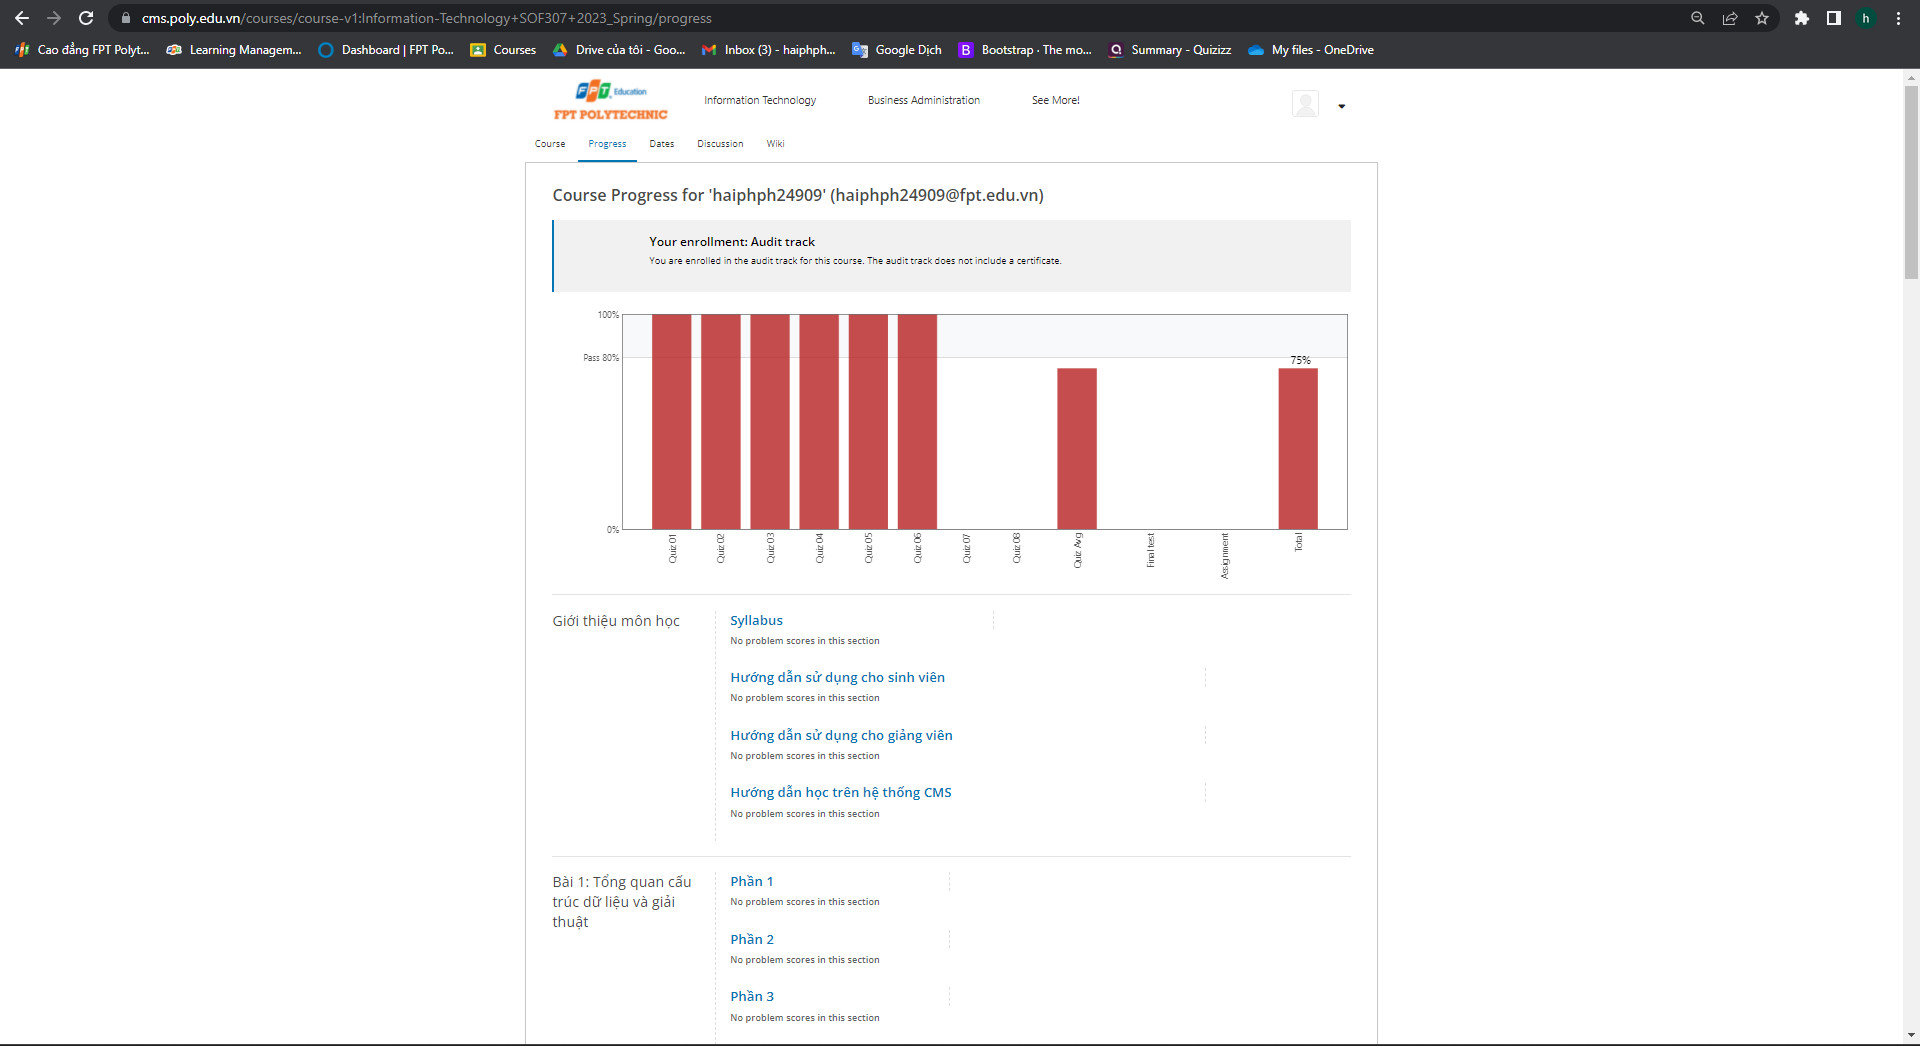 cms.poly.edu.vn/courses/course-v1:Information-Technology+SOF307+2023_Spring/progress
h
Cao đẳng FPT Polyt... Learning Managem... Dashboard | FPT Po... Courses Drive của tôi - Goo... Inbox (3) - haiphph... Google Dịch B Bootstrap · The mo... Summary - Quizizz My files - OneDrive
FPT Education
FPT POLYTECHNIC
Information Technology Business Administration See More!
Course Progress Dates Discussion Wiki
Course Progress for 'haiphph24909' (haiphph24909@fpt.edu.vn)
Your enrollment: Audit track
You are enrolled in the audit track for this course. The audit track does not include a certificate.
100%
Pass 80%
75%
0%
Quiz 01 Quiz 02 Quiz 03 Quiz 04 Quiz 05 Quiz 06 Quiz 07 Quiz 08 Quiz Avg Final test Assignment Total
Giới thiệu môn học
Syllabus
No problem scores in this section
Hướng dẫn sử dụng cho sinh viên
No problem scores in this section
Hướng dẫn sử dụng cho giảng viên
No problem scores in this section
Hướng dẫn học trên hệ thống CMS
No problem scores in this section
Bài 1: Tổng quan cấu
trúc dữ liệu và giải
thuật
Phần 1
No problem scores in this section
Phần 2
No problem scores in this section
Phần 3
No problem scores in this section